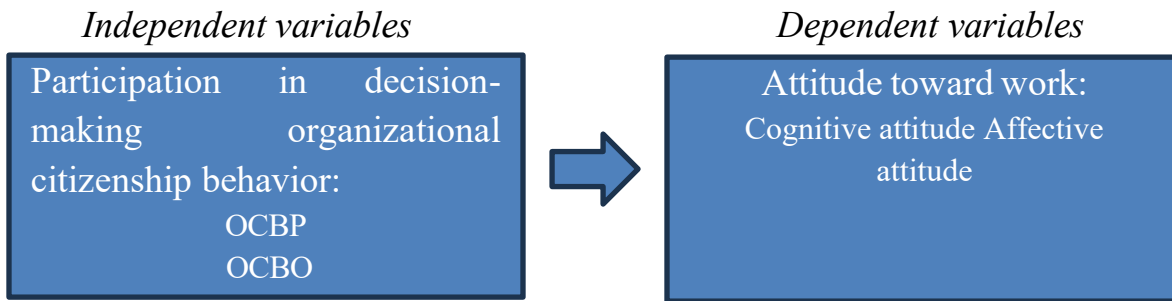 Independent variables
Dependent variables
Participation in decision-
making organizational
citizenship behavior:
OCBP
OCBO
Attitude toward work:
Cognitive attitude Affective
attitude